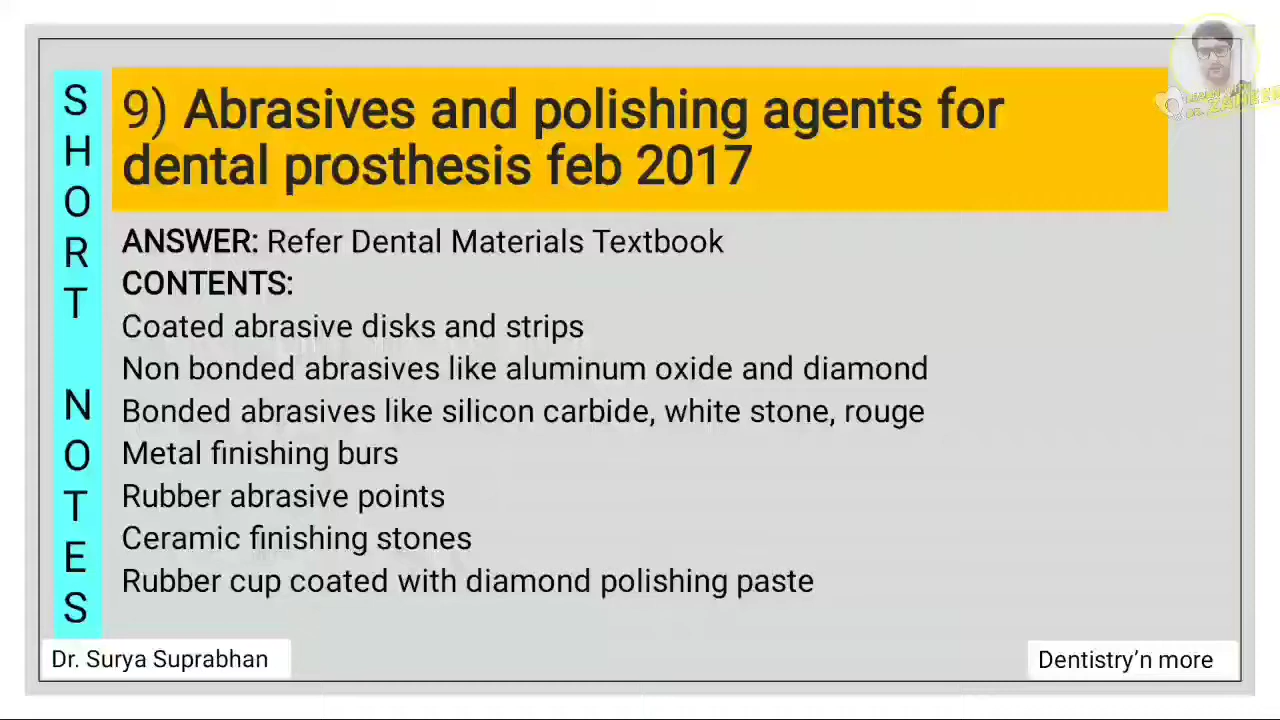 SHORT NOTES
9) Abrasives and polishing agents for
dental prosthesis feb 2017
ANSWER: Refer Dental Materials Textbook
CONTENTS:
Coated abrasive disks and strips
Non bonded abrasives like aluminum oxide and diamond
Bonded abrasives like silicon carbide, white stone, rouge
Metal finishing burs
Rubber abrasive points
Ceramic finishing stones
Rubber cup coated with diamond polishing paste
Dr. Surya Suprabhan
Dentistry’n more